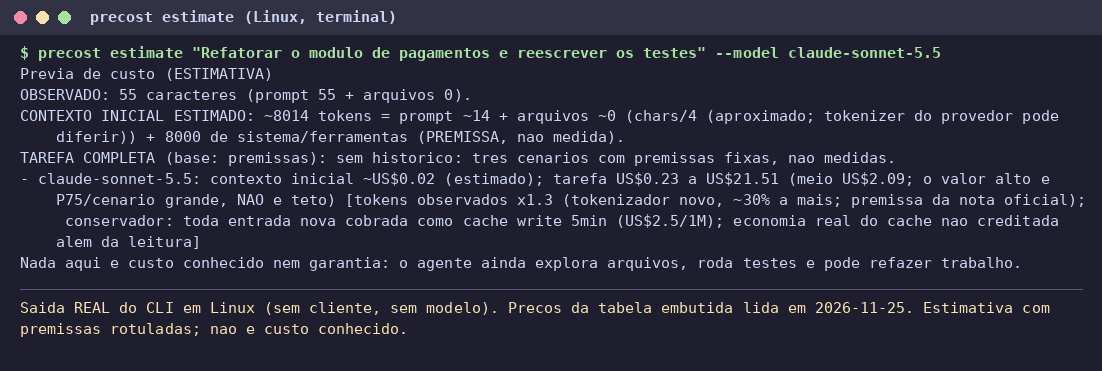 precost estimate (Linux, terminal)
$ precost estimate "Refatorar o modulo de pagamentos e reescrever os testes" --model claude-sonnet-5.5
Previa de custo (ESTIMATIVA)
OBSERVADO: 55 caracteres (prompt 55 + arquivos 0).
CONTEXTO INICIAL ESTIMADO: ~8014 tokens = prompt ~14 + arquivos ~0 (chars/4 (aproximado; tokenizer do provedor pode
diferir)) + 8000 de sistema/ferramentas (PREMISSA, nao medida).
TAREFA COMPLETA (base: premissas): sem historico: tres cenarios com premissas fixas, nao medidas.
- claude-sonnet-5.5: contexto inicial ~US$0.02 (estimado); tarefa US$0.23 a US$21.51 (meio US$2.09; o valor alto e
P75/cenario grande, NAO e teto) [tokens observados x1.3 (tokenizador novo, ~30% a mais; premissa da nota oficial);
conservador: toda entrada nova cobrada como cache write 5min (US$2.5/1M); economia real do cache nao creditada
alem da leitura]
Nada aqui e custo conhecido nem garantia: o agente ainda explora arquivos, roda testes e pode refazer trabalho.
Saida REAL do CLI em Linux (sem cliente, sem modelo). Precos da tabela embutida lida em 2026-11-25. Estimativa com
premissas rotuladas; nao e custo conhecido.